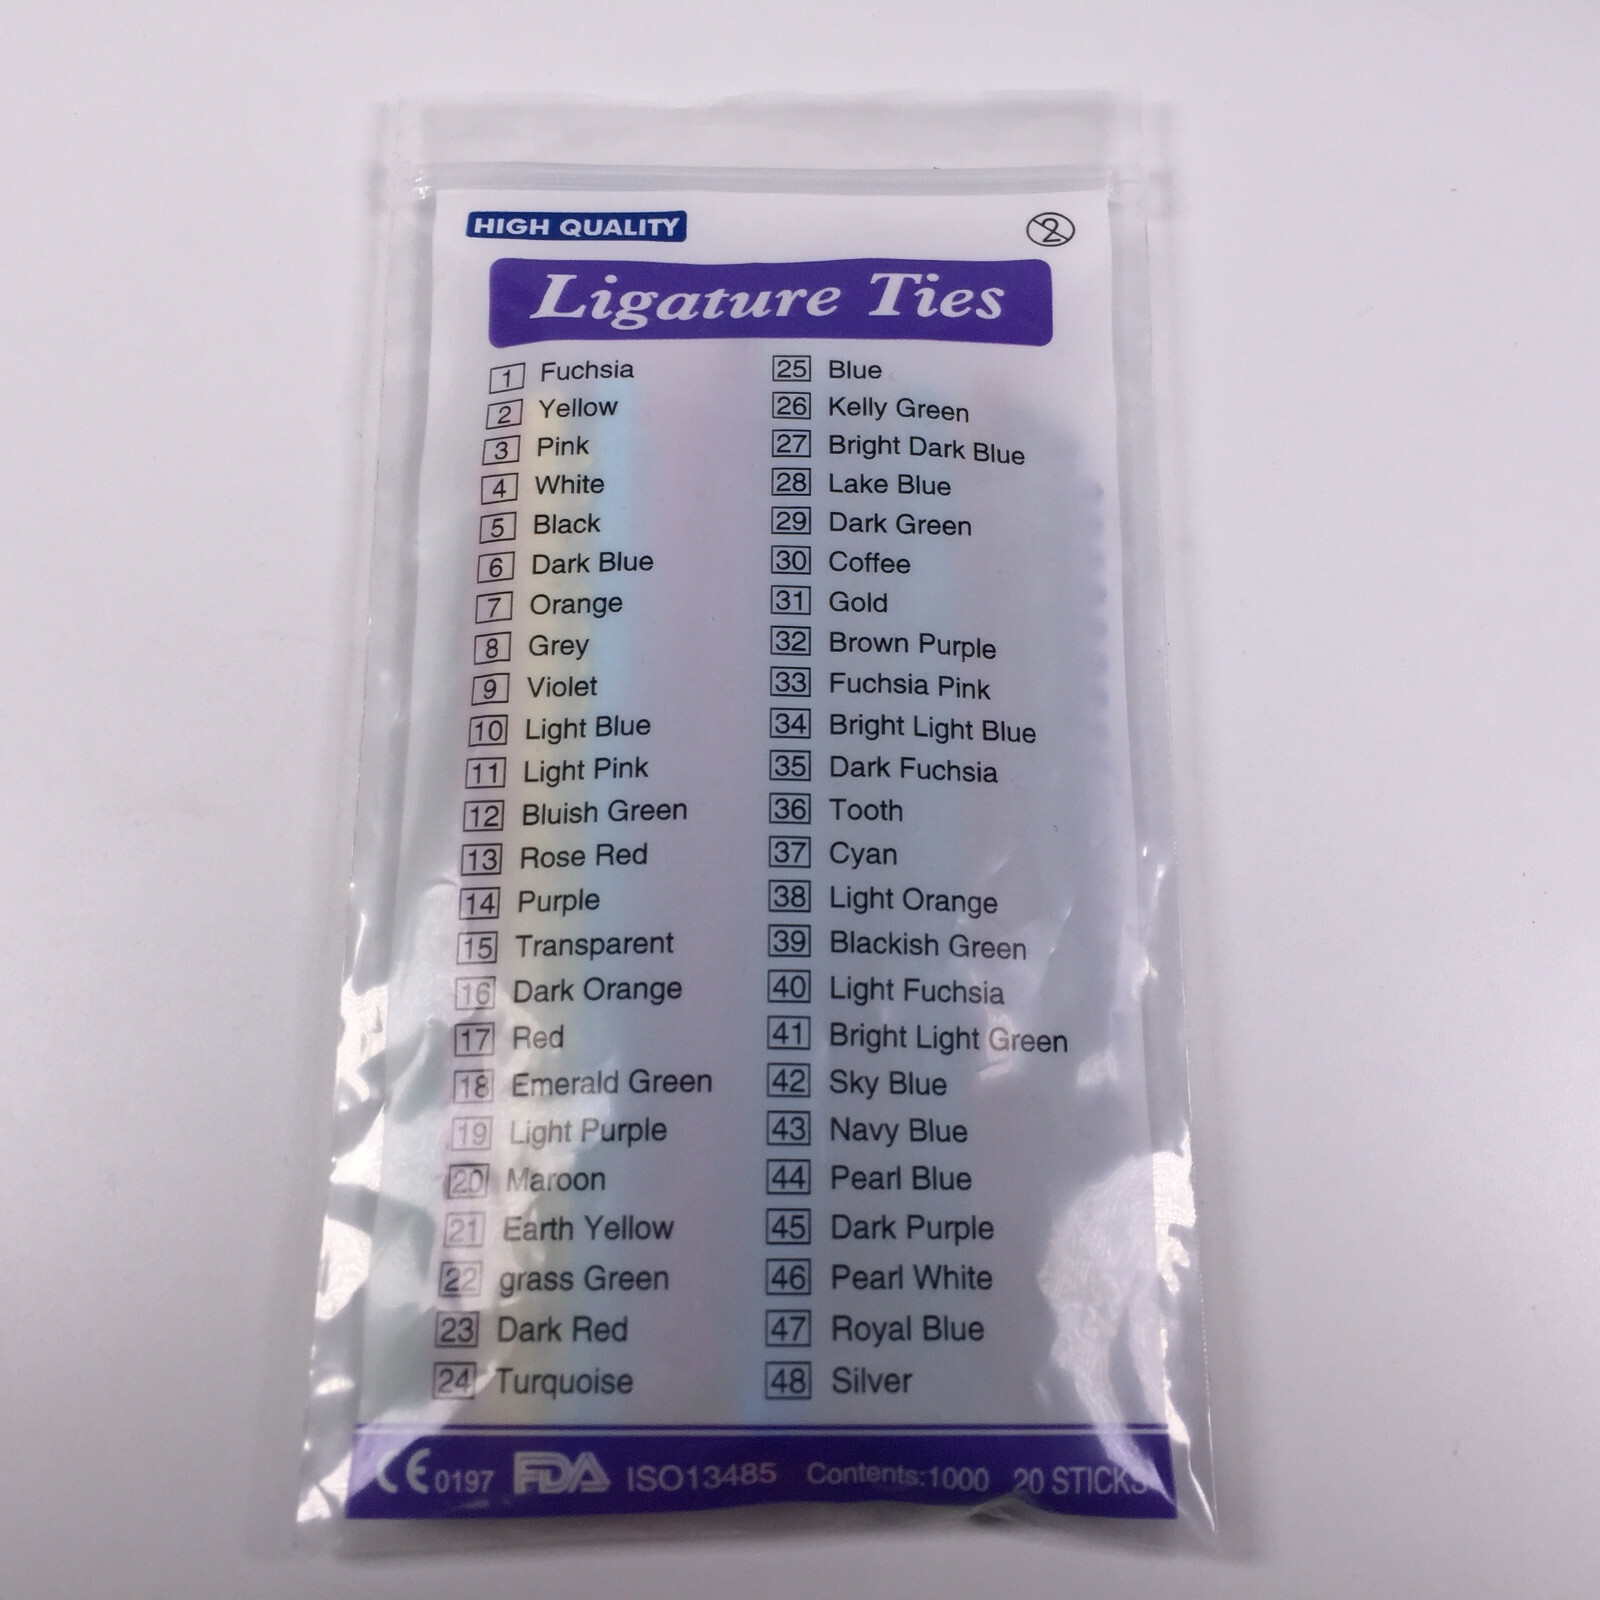 HIGH QUALITY
2
Ligature Ties
1 Fuchsia
2 Yellow
3 Pink
4 White
5 Black
6 Dark Blue
7 Orange
8 Grey
9 Violet
10 Light Blue
11 Light Pink
12 Bluish Green
13 Rose Red
14 Purple
15 Transparent
16 Dark Orange
17 Red
18 Emerald Green
19 Light Purple
20 Maroon
21 Earth Yellow
22 grass Green
23 Dark Red
24 Turquoise
25 Blue
26 Kelly Green
27 Bright Dark Blue
28 Lake Blue
29 Dark Green
30 Coffee
31 Gold
32 Brown Purple
33 Fuchsia Pink
34 Bright Light Blue
35 Dark Fuchsia
36 Tooth
37 Cyan
38 Light Orange
39 Blackish Green
40 Light Fuchsia
41 Bright Light Green
42 Sky Blue
43 Navy Blue
44 Pearl Blue
45 Dark Purple
46 Pearl White
47 Royal Blue
48 Silver
CE 0197 FDA ISO13485 Contents:1000 20 STICKS